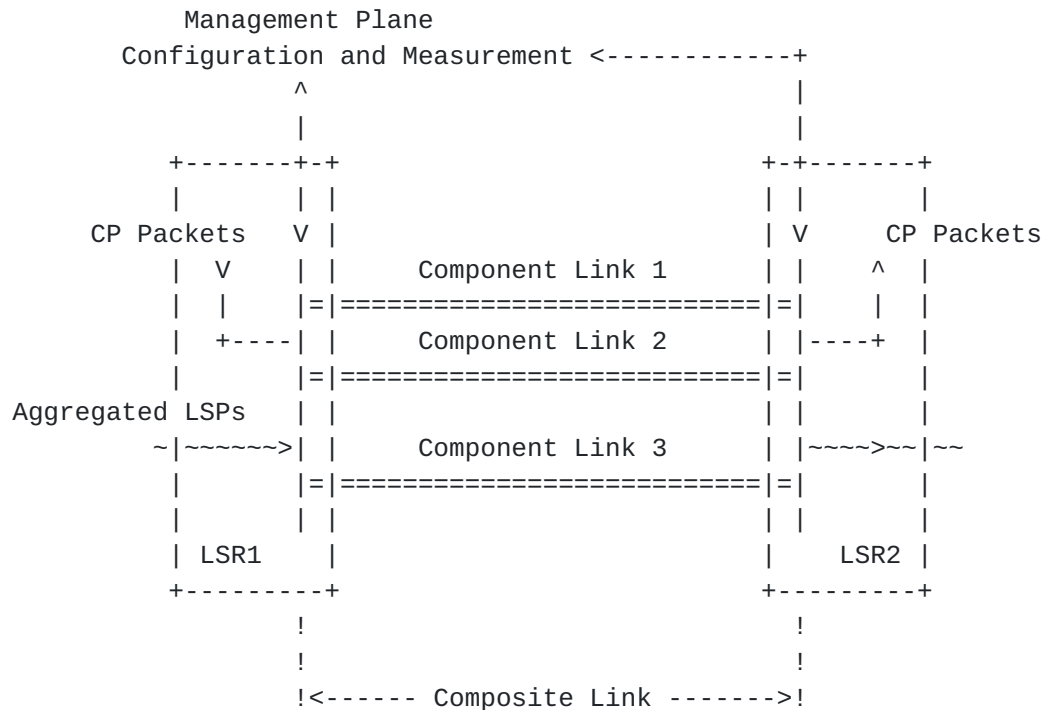 Management Plane
Configuration and Measurement <------------+
^ |
| |
+-------+-+ +-+-------+
| | | | | |
CP Packets V | | V CP Packets
| V | | Component Link 1 | | ^ |
| | |=|===========================|=| | |
| +----| | Component Link 2 | |----+ |
| |=|===========================|=| |
Aggregated LSPs | | | | |
~|~~~~~~>| | Component Link 3 | |~~~~>~~|~~
| |=|===========================|=| |
| | | | | |
| LSR1 | | LSR2 |
+---------+ +---------+
! !
! !
!<------ Composite Link ------->!